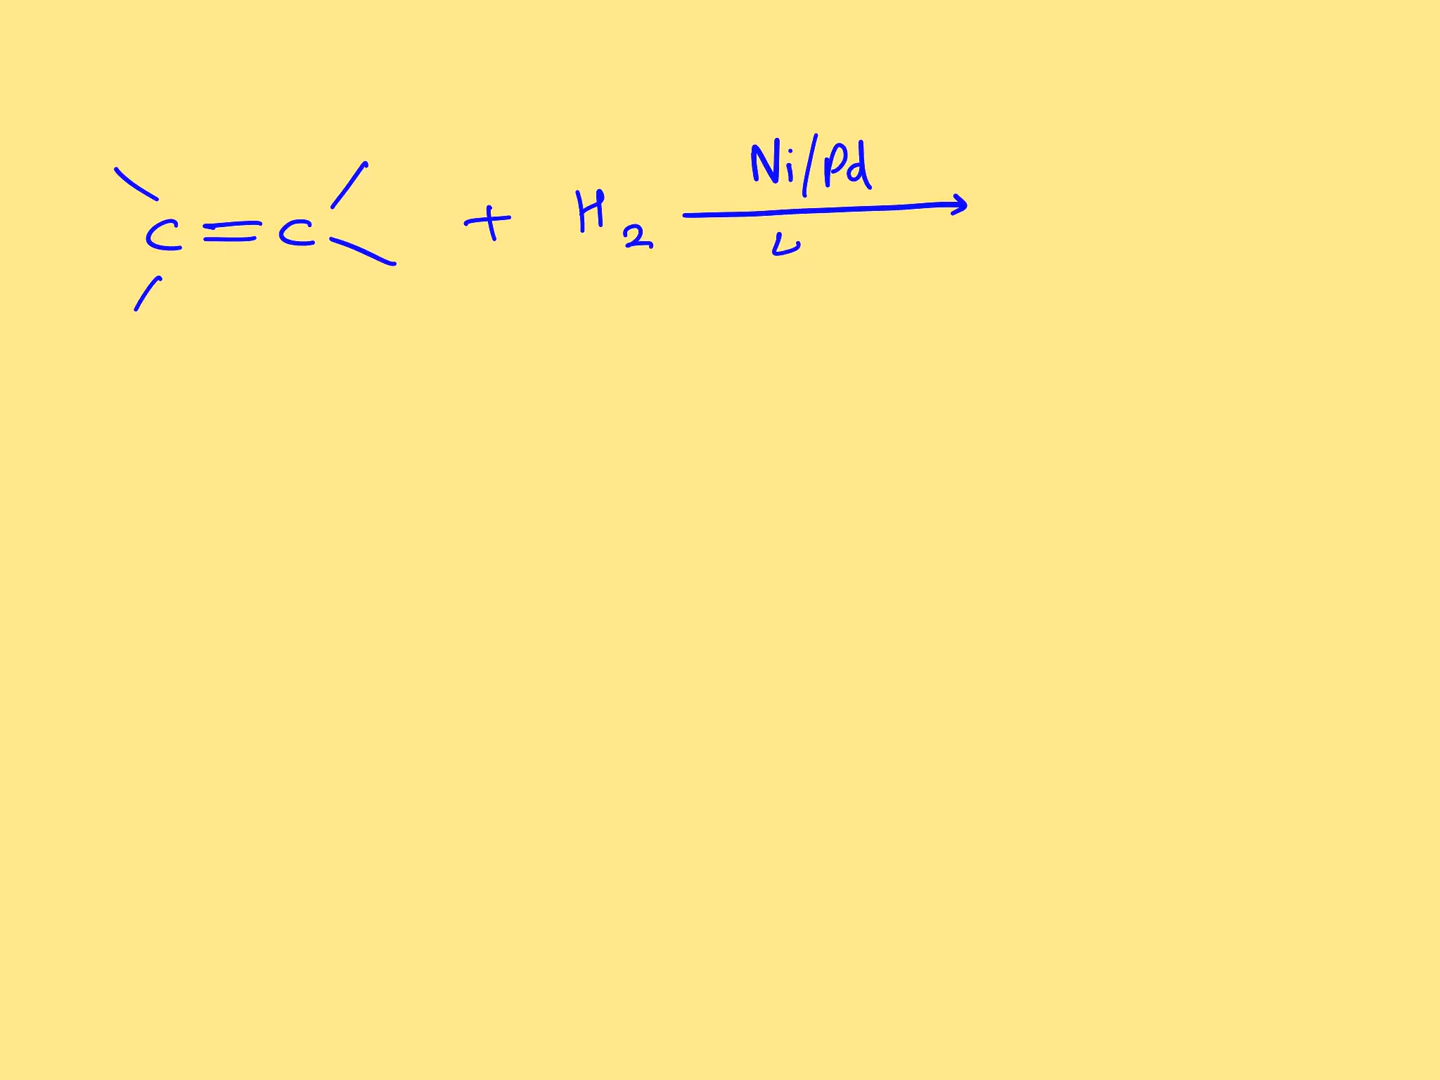 C = C + H2 Ni/Pd